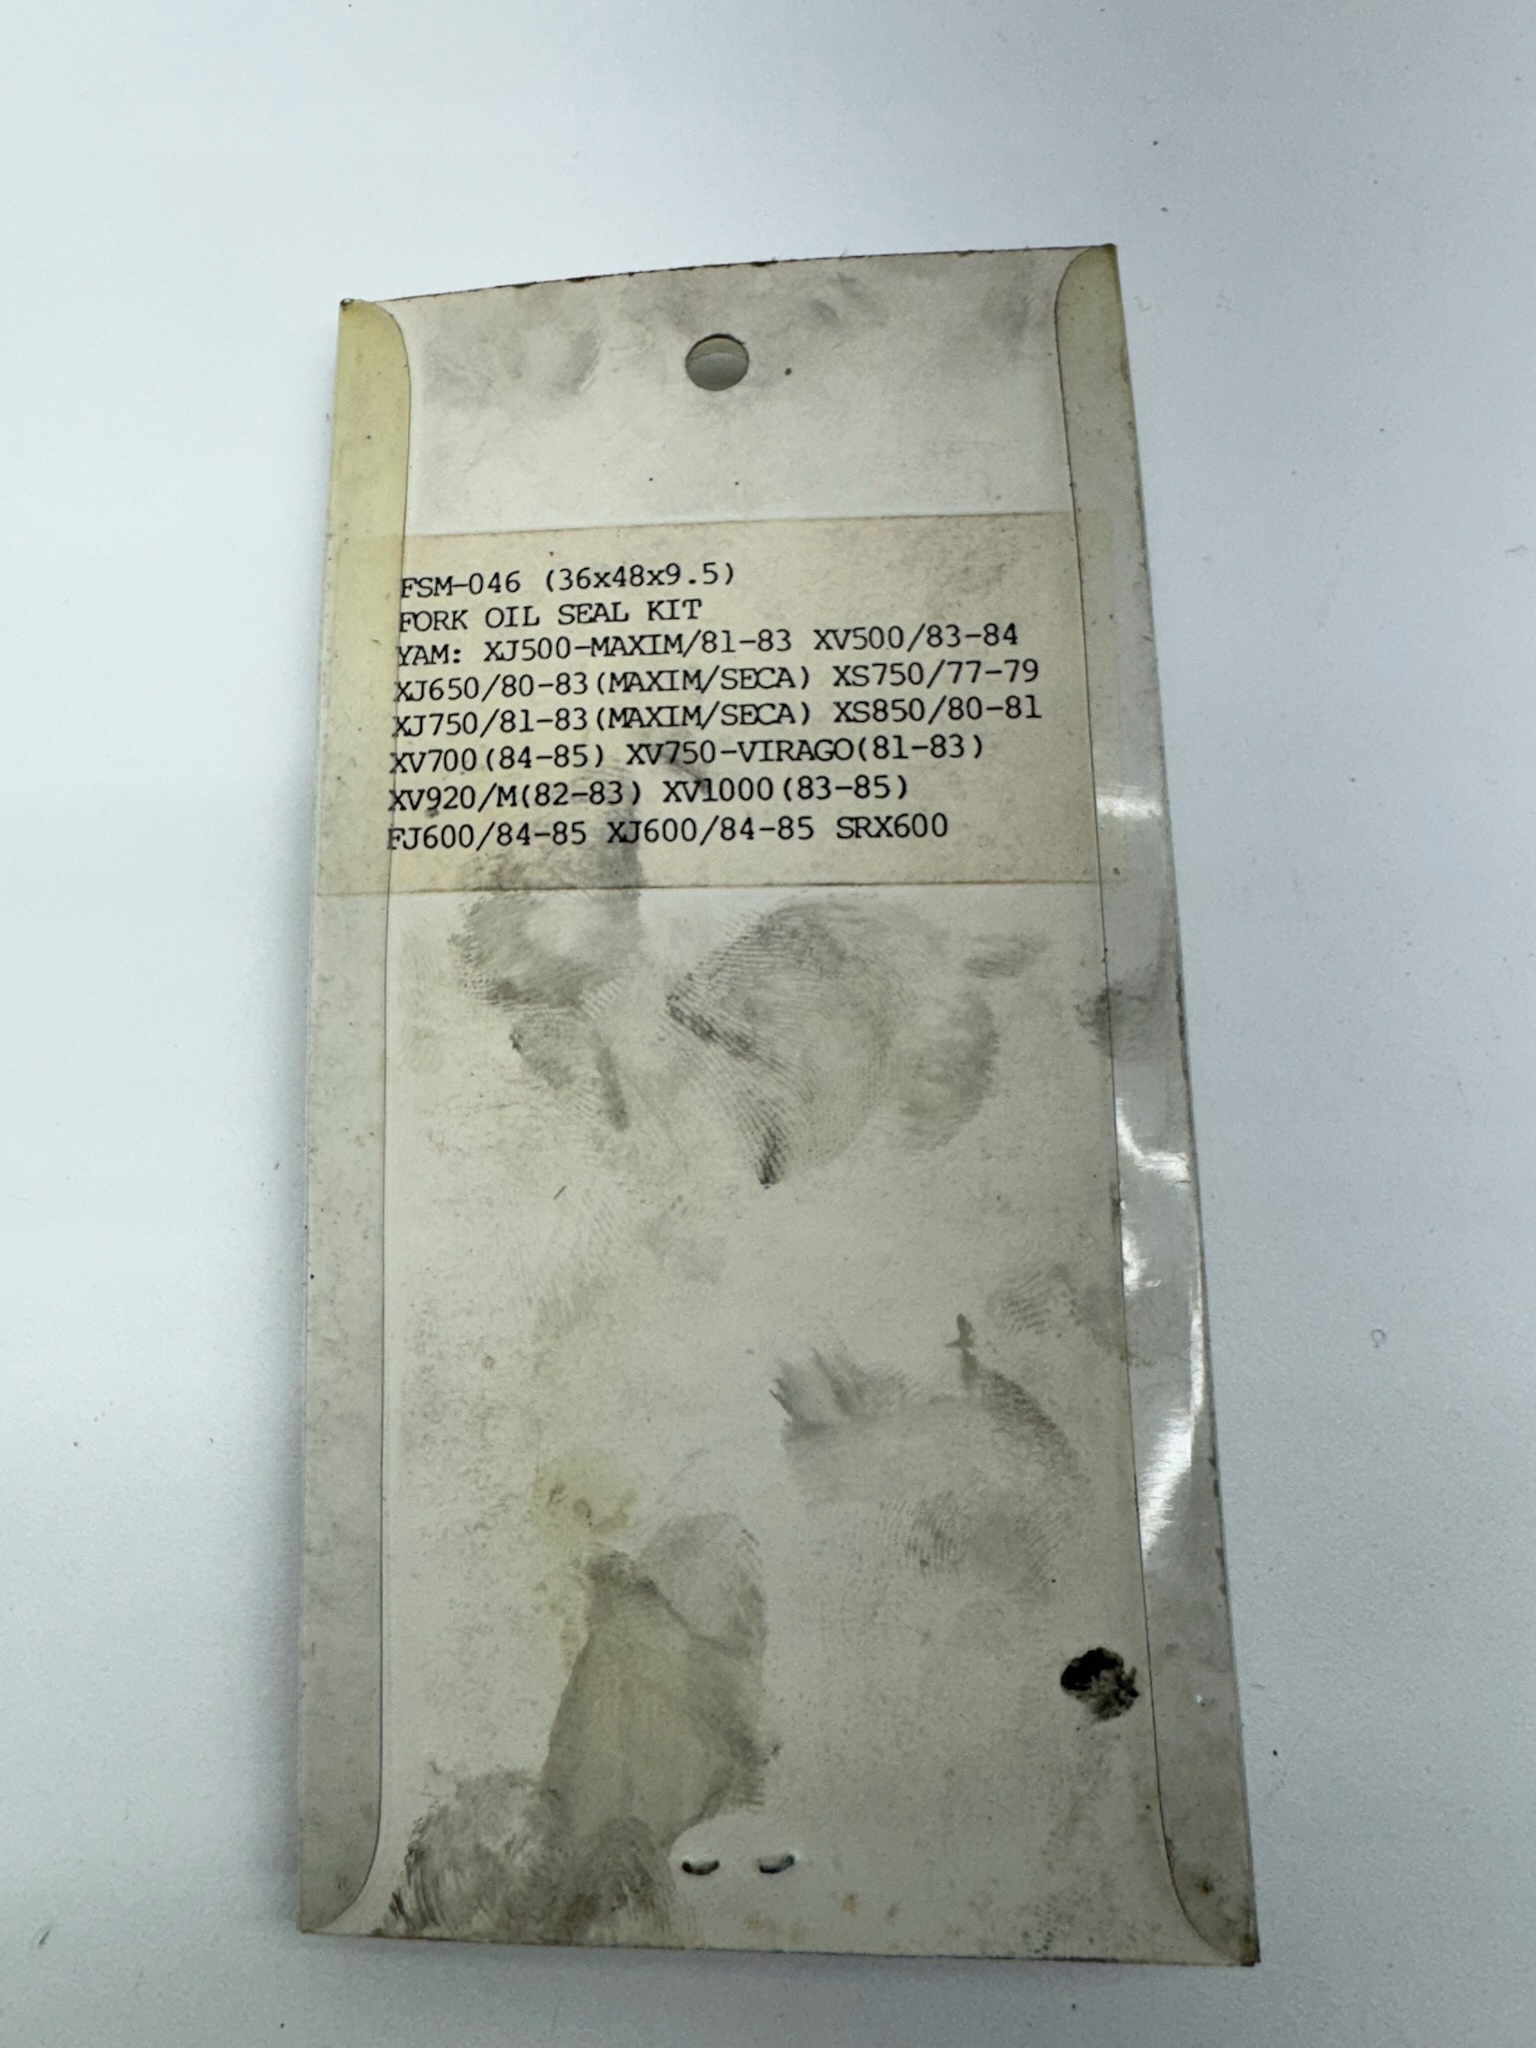 FSM-046 (36x48x9.5)
FORK OIL SEAL KIT
YAM: XJ500-MAXIM/81-83 XV500/83-84
XJ650/80-83(MAXIM/SECA) XS750/77-79
XJ750/81-83(MAXIM/SECA) XS850/80-81
XV700(84-85) XV750-VIRAGO(81-83)
XV920/M(82-83) XV1000(83-85)
FJ600/84-85 XJ600/84-85 SRX600